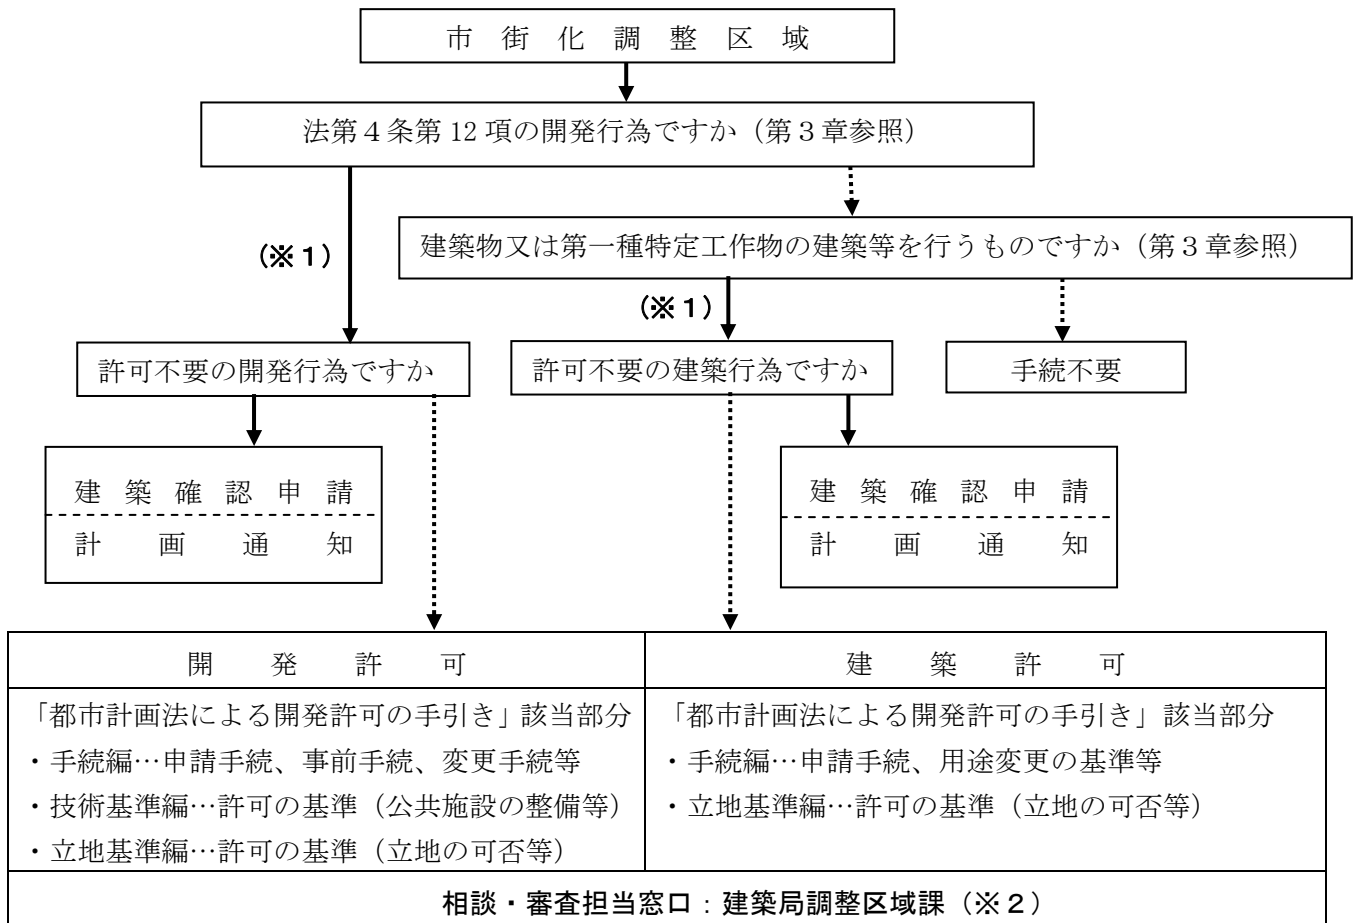 市街化調整区域
法第4条第12項の開発行為ですか（第3章参照）
（※1）
建築物又は第一種特定工作物の建築等を行うものですか（第3章参照）
（※1）
許可不要の開発行為ですか
許可不要の建築行為ですか
手続不要
建築確認申請
計画通知
建築確認申請
計画通知
開発許可
「都市計画法による開発許可の手引き」該当部分
・手続編…申請手続、事前手続、変更手続等
・技術基準編…許可の基準（公共施設の整備等）
・立地基準編…許可の基準（立地の可否等）
建築許可
「都市計画法による開発許可の手引き」該当部分
・手続編…申請手続、用途変更の基準等
・立地基準編…許可の基準（立地の可否等）
相談・審査担当窓口：建築局調整区域課（※2）